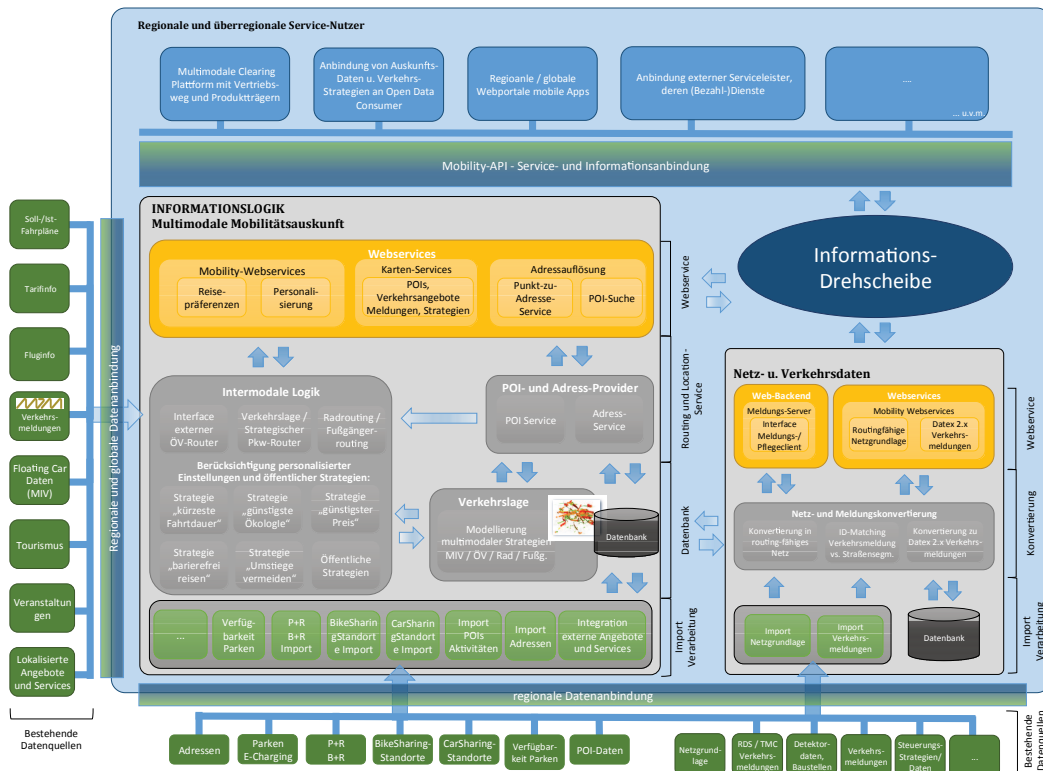 Regionale und überregionale Service-Nutzer
Multimodale Clearing
Plattform mit Vertriebs-
weg und Produktträgern
Anbindung von Auskunfts-
Daten u. Verkehrs-
Strategien an Open Data
Consumer
Regioanle / globale
Webportale mobile Apps
Anbindung externer Serviceleister,
deren (Bezahl-)Dienste
....
... u.v.m.
Mobility-API - Service- und Informationsanbindung
Soll-/Ist-
Fahrpläne
Tarifinfo
Fluginfo
Verkehrs-
meldungen
Floating Car
Daten
(MIV)
Tourismus
Veranstaltun
gen
Lokalisierte
Angebote
und Services
Bestehende
Datenquellen
Regionale und globale Datenanbindung
INFORMATIONSLOGIK
Multimodale Mobilitätsauskunft
Webservices
Mobility-Webservices
Reise-
präferenzen
Personali-
sierung
Karten-Services
POIs,
Verkehrsangebote
Meldungen, Strategien
Adressauflösung
Punkt-zu-
Adresse-
Service
POI-Suche
Intermodale Logik
Interface
externer
ÖV-Router
Verkehrslage /
Strategischer
Pkw-Router
Radrouting /
Fußgänger-
routing
Berücksichtigung personalisierter
Einstellungen und öffentlicher Strategien:
Strategie
„kürzeste
Fahrtdauer"
Strategie
„günstigste
Ökologie"
Strategie
„günstigster
Preis"
Strategie
„barierefrei
reisen"
Strategie
„Umstiege
vermeiden"
Öffentliche
Strategien
POI- und Adress-Provider
POI Service
Adress-
Service
Verkehrslage
Modellierung
multimodaler Strategien
MIV / ÖV / Rad / Fußg.
Datenbank
...
Verfüg-
barkeit
Parken
P+R
B+R
Import
BikeSharin
gStandort
e Import
CarSharin
gStandort
e Import
Import
POIs
Aktivitäten
Import
Adressen
Integration
externe Angebote
und Services
Webservice
Routing und Location-
Service
Datenbank
Import
Verarbeitung
Informations-
Drehscheibe
Netz- u. Verkehrsdaten
Web-Backend
Meldungs-Server
Interface
Meldungs-/
Pflegeclient
Webservices
Mobility Webservices
Routingfähige
Netzgrundlage
Datex 2.x
Verkehrs-
meldungen
Netz- und Meldungskonvertierung
Konvertierung in
routing-fähiges
Netz
ID-Matching
Verkehrsmeldung
vs. Straßensegm.
Konvertierung zu
Datex 2.x Verkehrs-
meldungen
Import
Netzgrundlage
Import
Verkehrs-
meldungen
Datenbank
Webservice
Konvertierung
Import
Verarbeitung
regionale Datenanbindung
Adressen
Parken
E-Charging
P+R
B+R
BikeSharing-
Standorte
CarSharing-
Standorte
Verfügbar-
keit Parken
POI-Daten
Netzgrund-
lage
RDS / TMC
Verkehrs-
meldungen
Detektor-
daten,
Baustellen
Verkehrs-
meldungen
Steuerungs-
Strategien/
Daten
...
Bestehende
Datenquellen